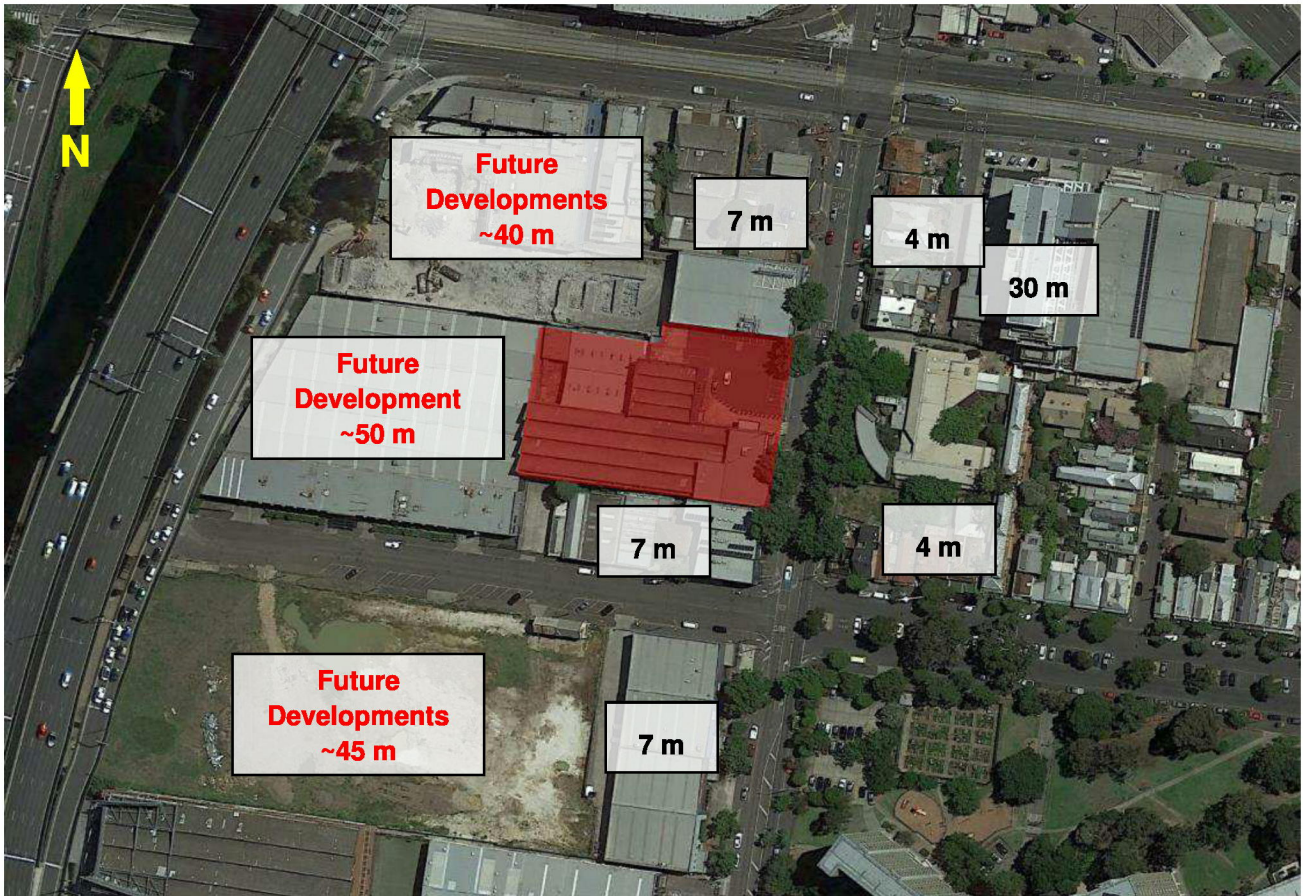 N
Future
Developments
~40 m
7 m
4 m
30 m
Future
Development
~50 m
7 m
4 m
Future
Developments
~45 m
7 m